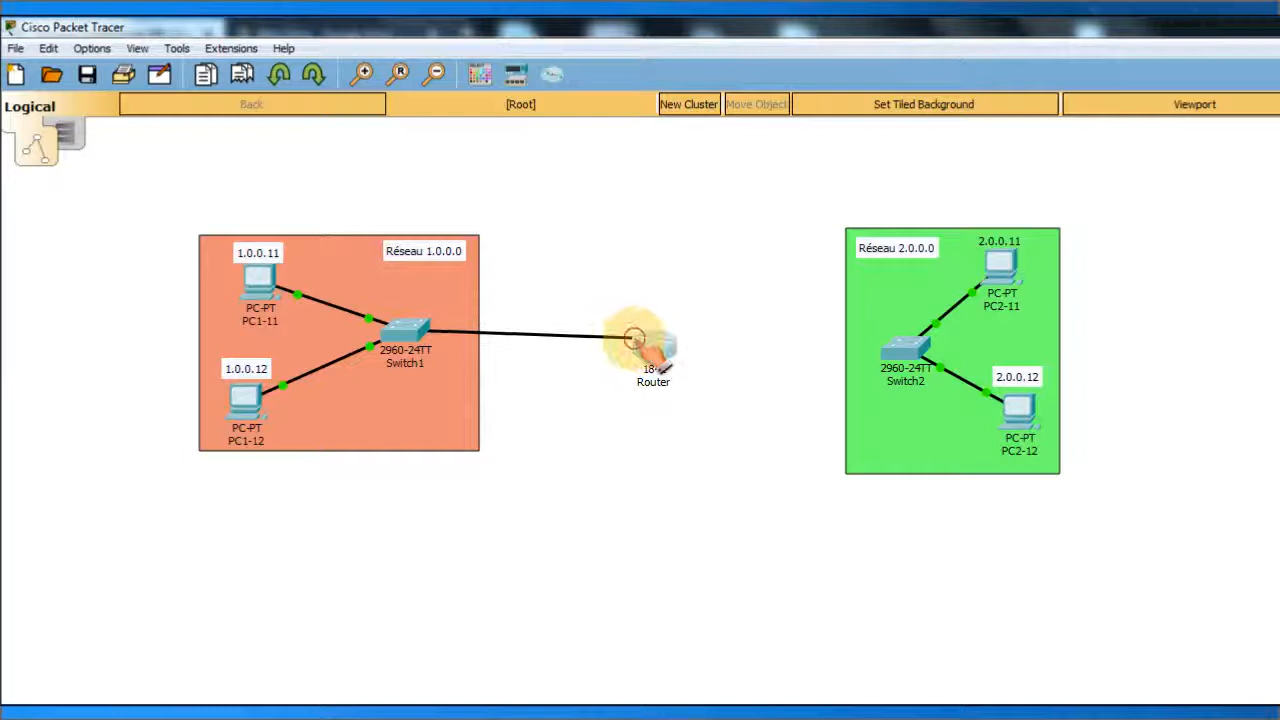 Cisco Packet Tracer
File Edit Options View Tools Extensions Help
Logical Back [Root] New Cluster Move Object Set Tiled Background Viewport
1.0.0.11
Réseau 1.0.0.0
PC-PT
PC1-11
2960-24TT
Switch1
1.0.0.12
PC-PT
PC1-12
Router
Réseau 2.0.0.0
2.0.0.11
PC-PT
PC2-11
2960-24TT
Switch2
2.0.0.12
PC-PT
PC2-12